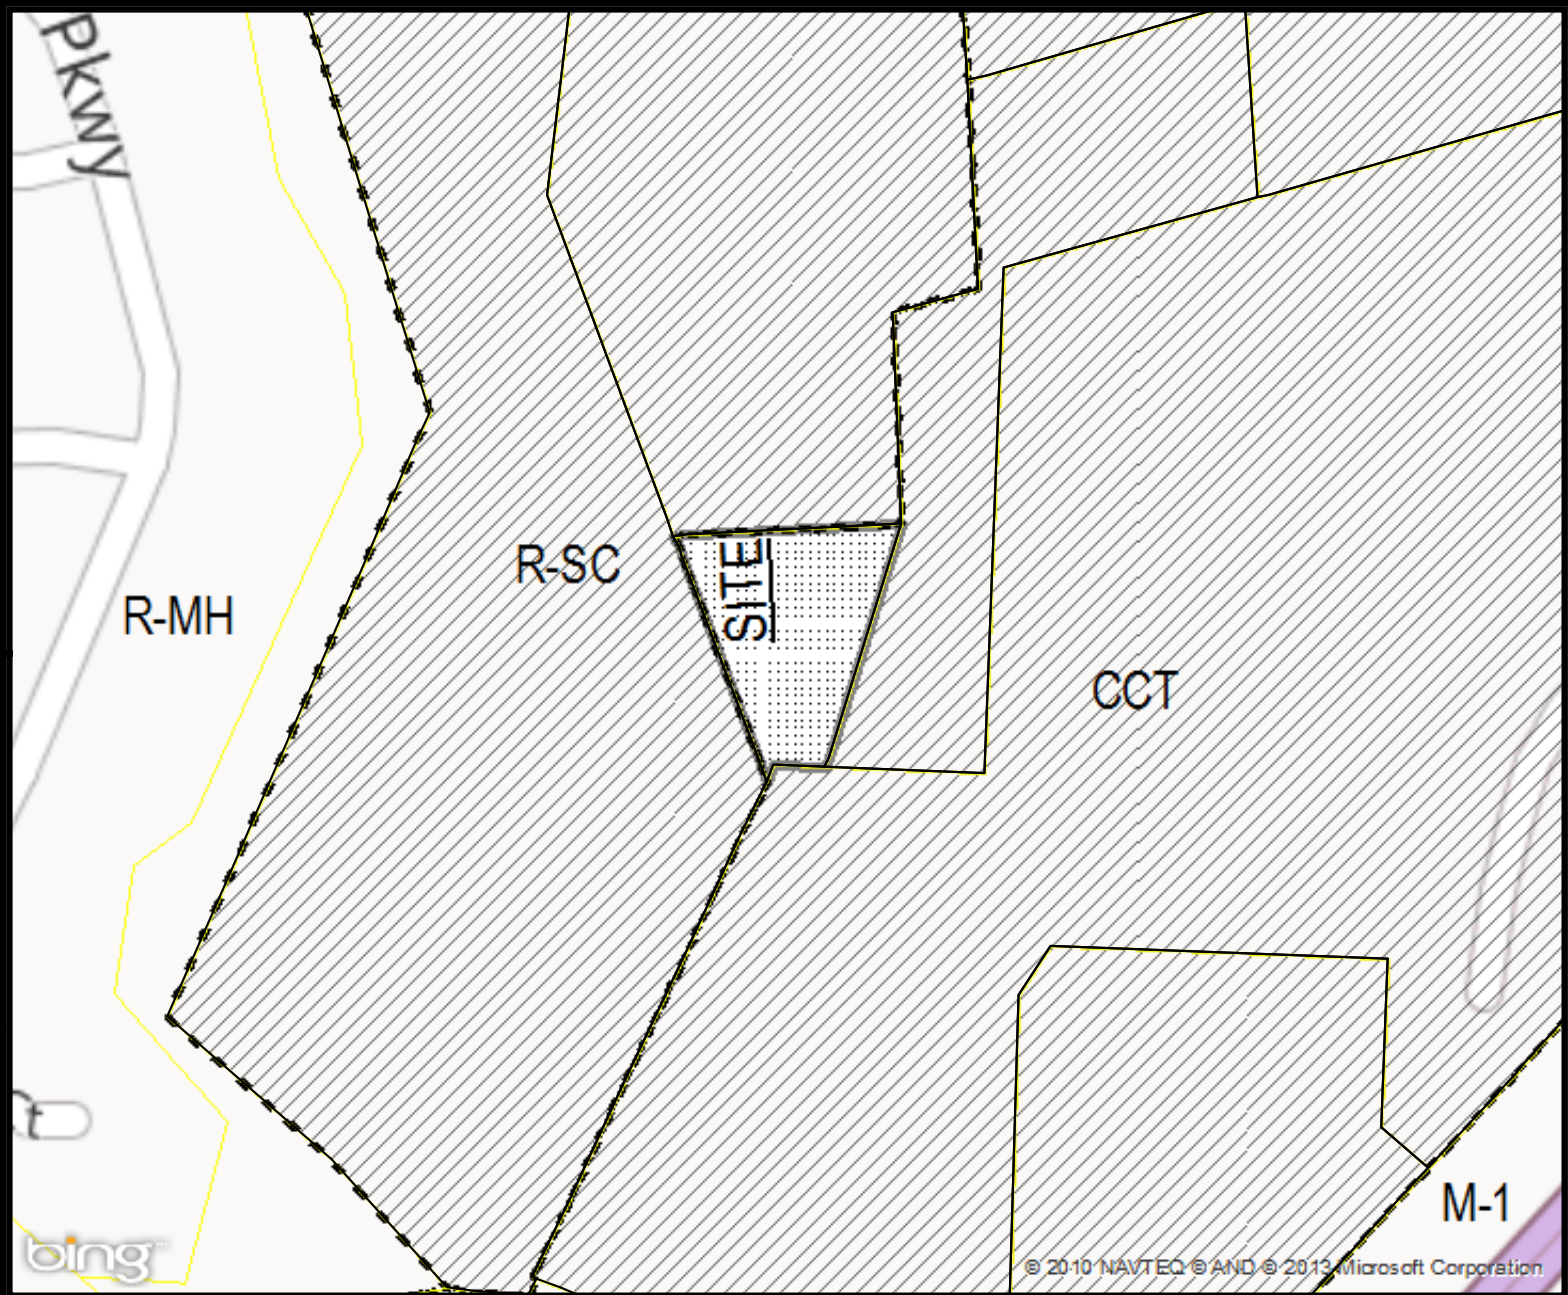 Pkwy
R-SC
SITE
R-MH
CCT
t
M-1
bing
© 2010 NAVTEQ © AND © 2013 Microsoft Corporation